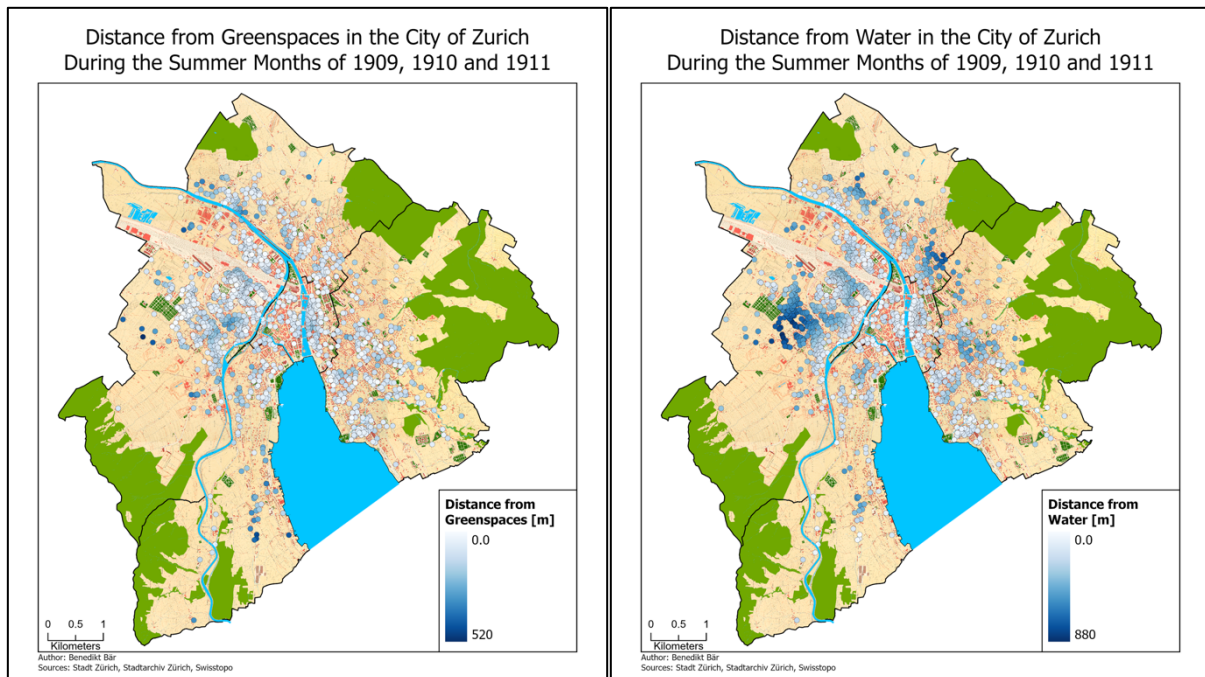 Distance from Greenspaces in the City of Zurich
During the Summer Months of 1909, 1910 and 1911
Distance from
Greenspaces [m]
0.0
520
0 0.5 1
Kilometers
Author: Benedikt Bär
Sources: Stadt Zürich, Stadtarchiv Zürich, Swisstopo
Distance from Water in the City of Zurich
During the Summer Months of 1909, 1910 and 1911
Distance from
Water [m]
0.0
880
0 0.5 1
Kilometers
Author: Benedikt Bär
Sources: Stadt Zürich, Stadtarchiv Zürich, Swisstopo